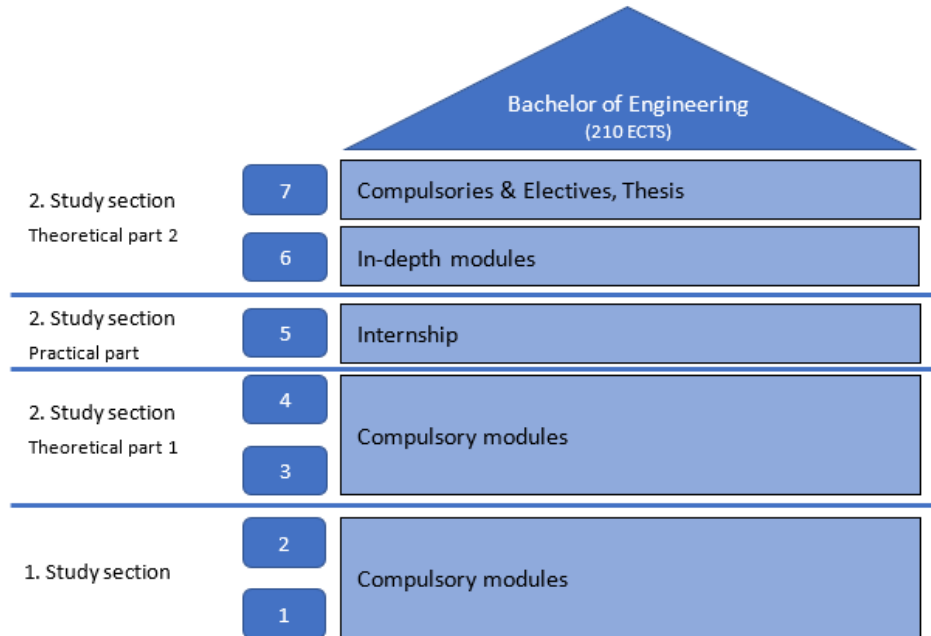 Bachelor of Engineering
(210 ECTS)
2. Study section
Theoretical part 2
7
Compulsories & Electives, Thesis
6
In-depth modules
2. Study section
Practical part
5
Internship
2. Study section
Theoretical part 1
4
3
Compulsory modules
1. Study section
2
1
Compulsory modules